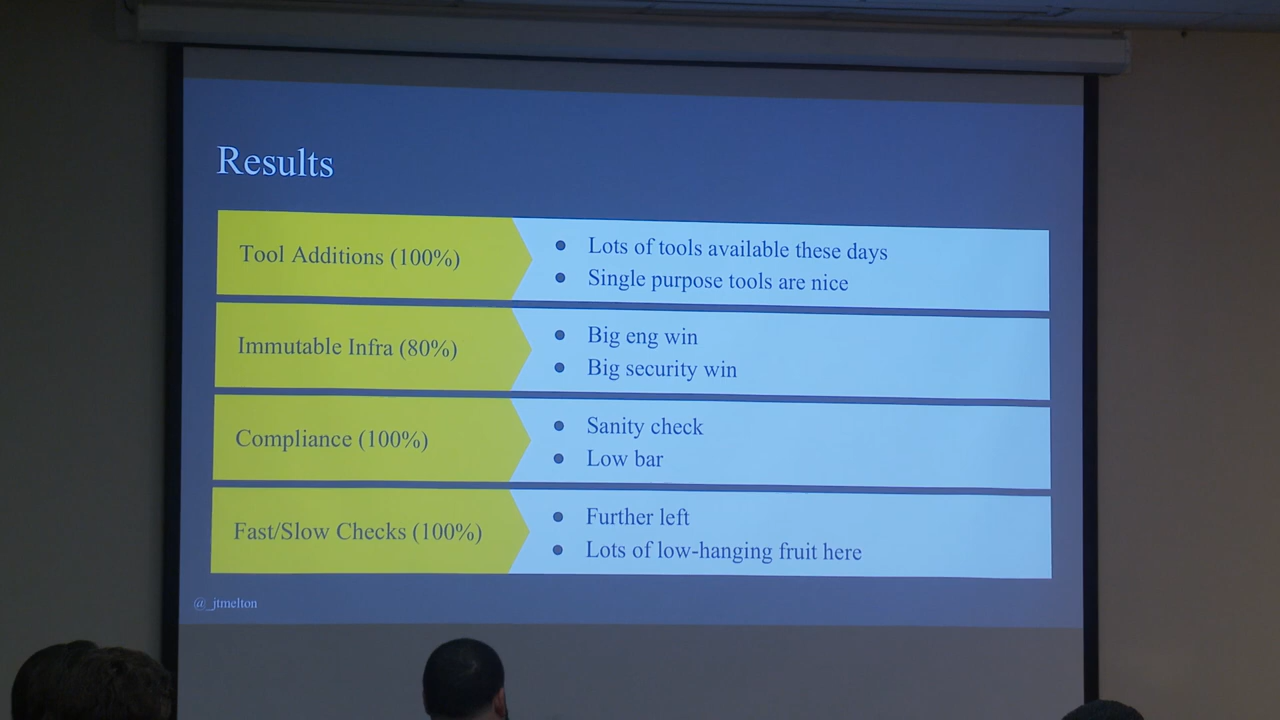 Results
Tool Additions (100%)
● Lots of tools available these days
● Single purpose tools are nice
Immutable Infra (80%)
● Big eng win
● Big security win
Compliance (100%)
● Sanity check
● Low bar
Fast/Slow Checks (100%)
● Further left
● Lots of low-hanging fruit here
@_jtmelton